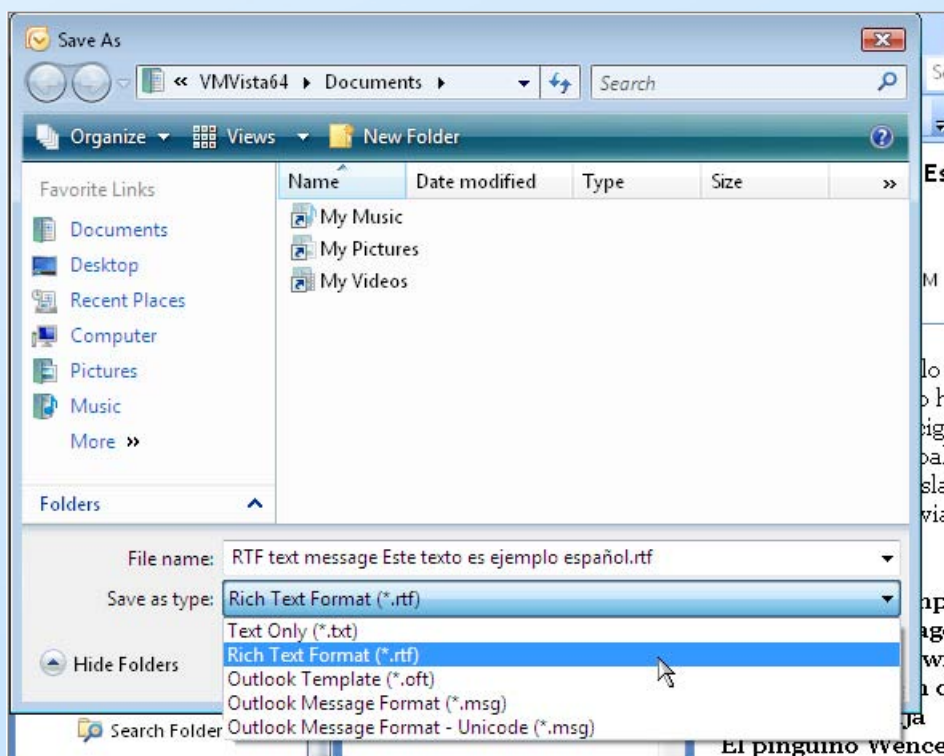 Save As
« VMVista64 ▸ Documents ▸
Search
Organize
Views
New Folder
Favorite Links
Documents
Desktop
Recent Places
Computer
Pictures
Music
More »
Folders
Name
Date modified
Type
Size
»
My Music
My Pictures
My Videos
File name:
RTF text message Este texto es ejemplo español.rtf
Save as type:
Rich Text Format (*.rtf)
Text Only (*.txt)
Rich Text Format (*.rtf)
Outlook Template (*.oft)
Outlook Message Format (*.msg)
Outlook Message Format - Unicode (*.msg)
Hide Folders
Search Folder
El pingüino Wence